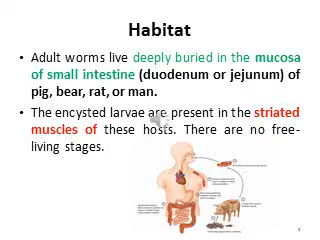 Habitat
• Adult worms live deeply buried in the mucosa
of small intestine (duodenum or jejunum) of
pig, bear, rat, or man.
• The encysted larvae are present in the striated
muscles of these hosts. There are no free-
living stages.